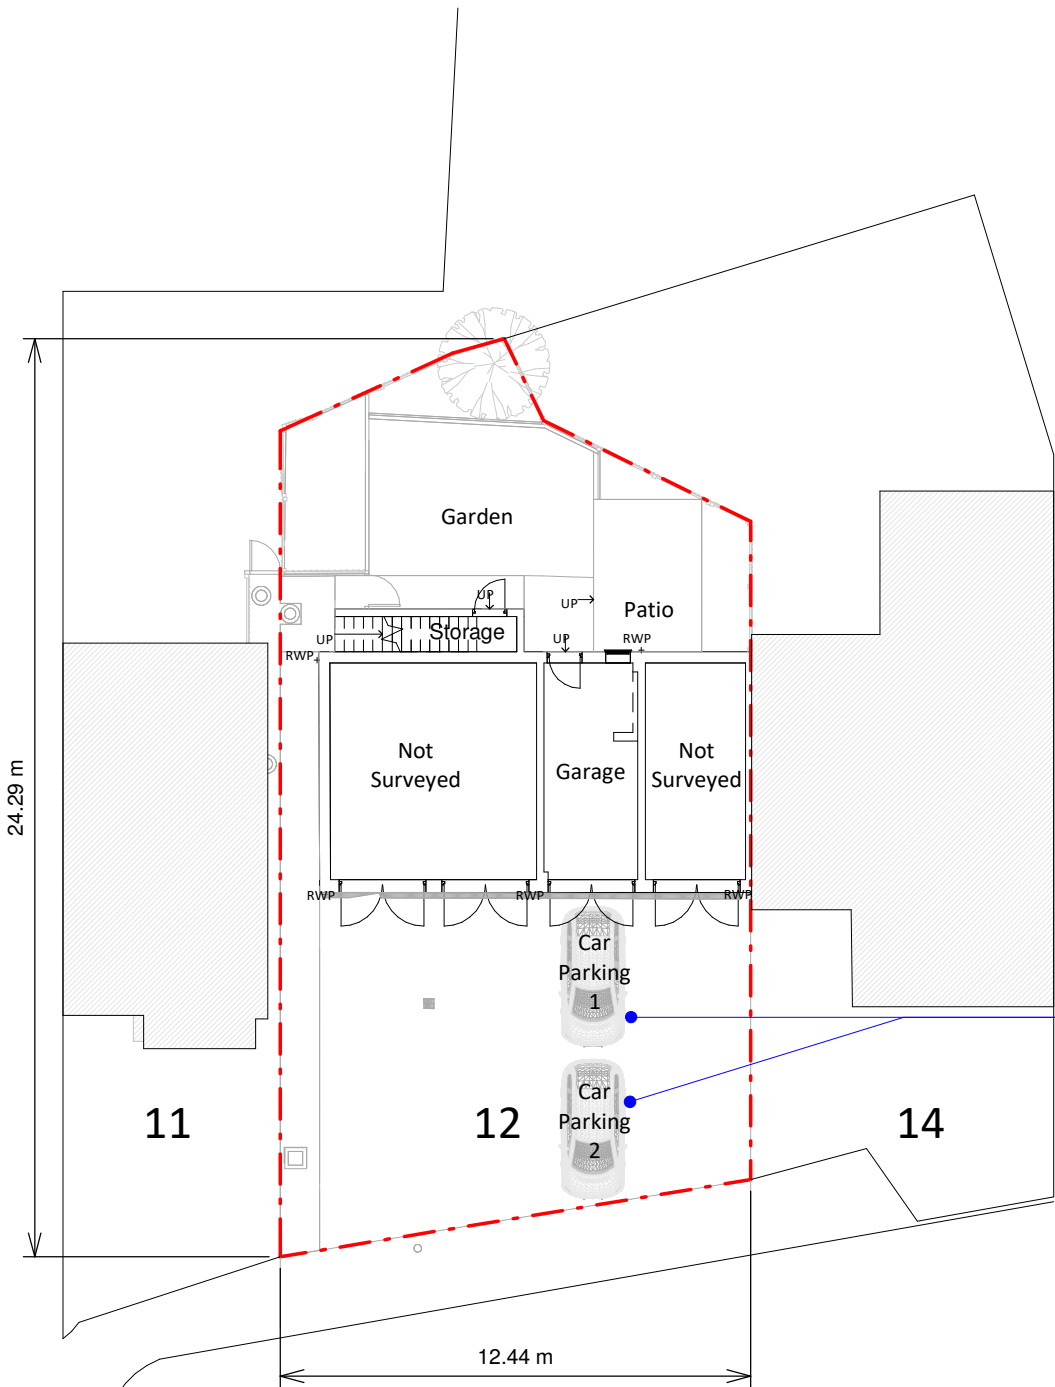 Garden
UP
UP
Patio
Storage
UP
UP
RWP
RWP
Not
Surveyed
Garage
Not
Surveyed
24.29 m
RWP
RWP
RWP
Car
Parking
1
Car
Parking
2
11
12
14
12.44 m